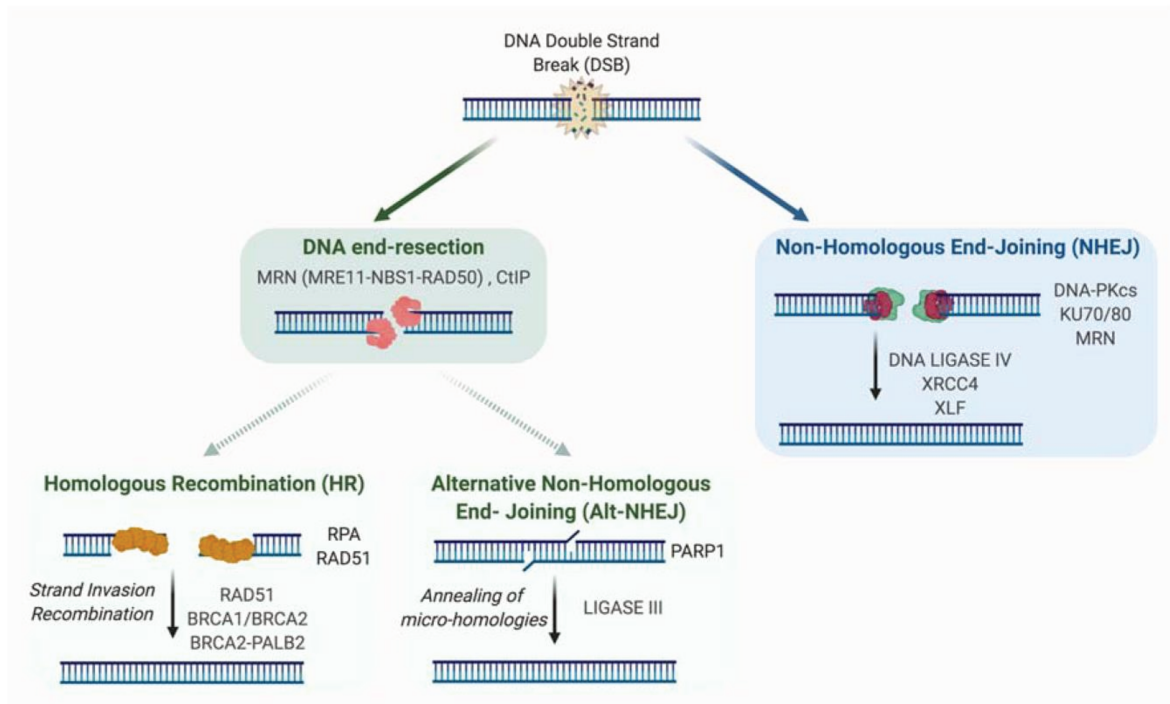 DNA Double Strand
Break (DSB)
DNA end-resection
MRN (MRE11-NBS1-RAD50) , CtIP
Non-Homologous End-Joining (NHEJ)
DNA-PKcs
KU70/80
MRN
DNA LIGASE IV
XRCC4
XLF
Homologous Recombination (HR)
RPA
RAD51
Strand Invasion
Recombination
RAD51
BRCA1/BRCA2
BRCA2-PALB2
Alternative Non-Homologous
End- Joining (Alt-NHEJ)
PARP1
Annealing of
micro-homologies
LIGASE III